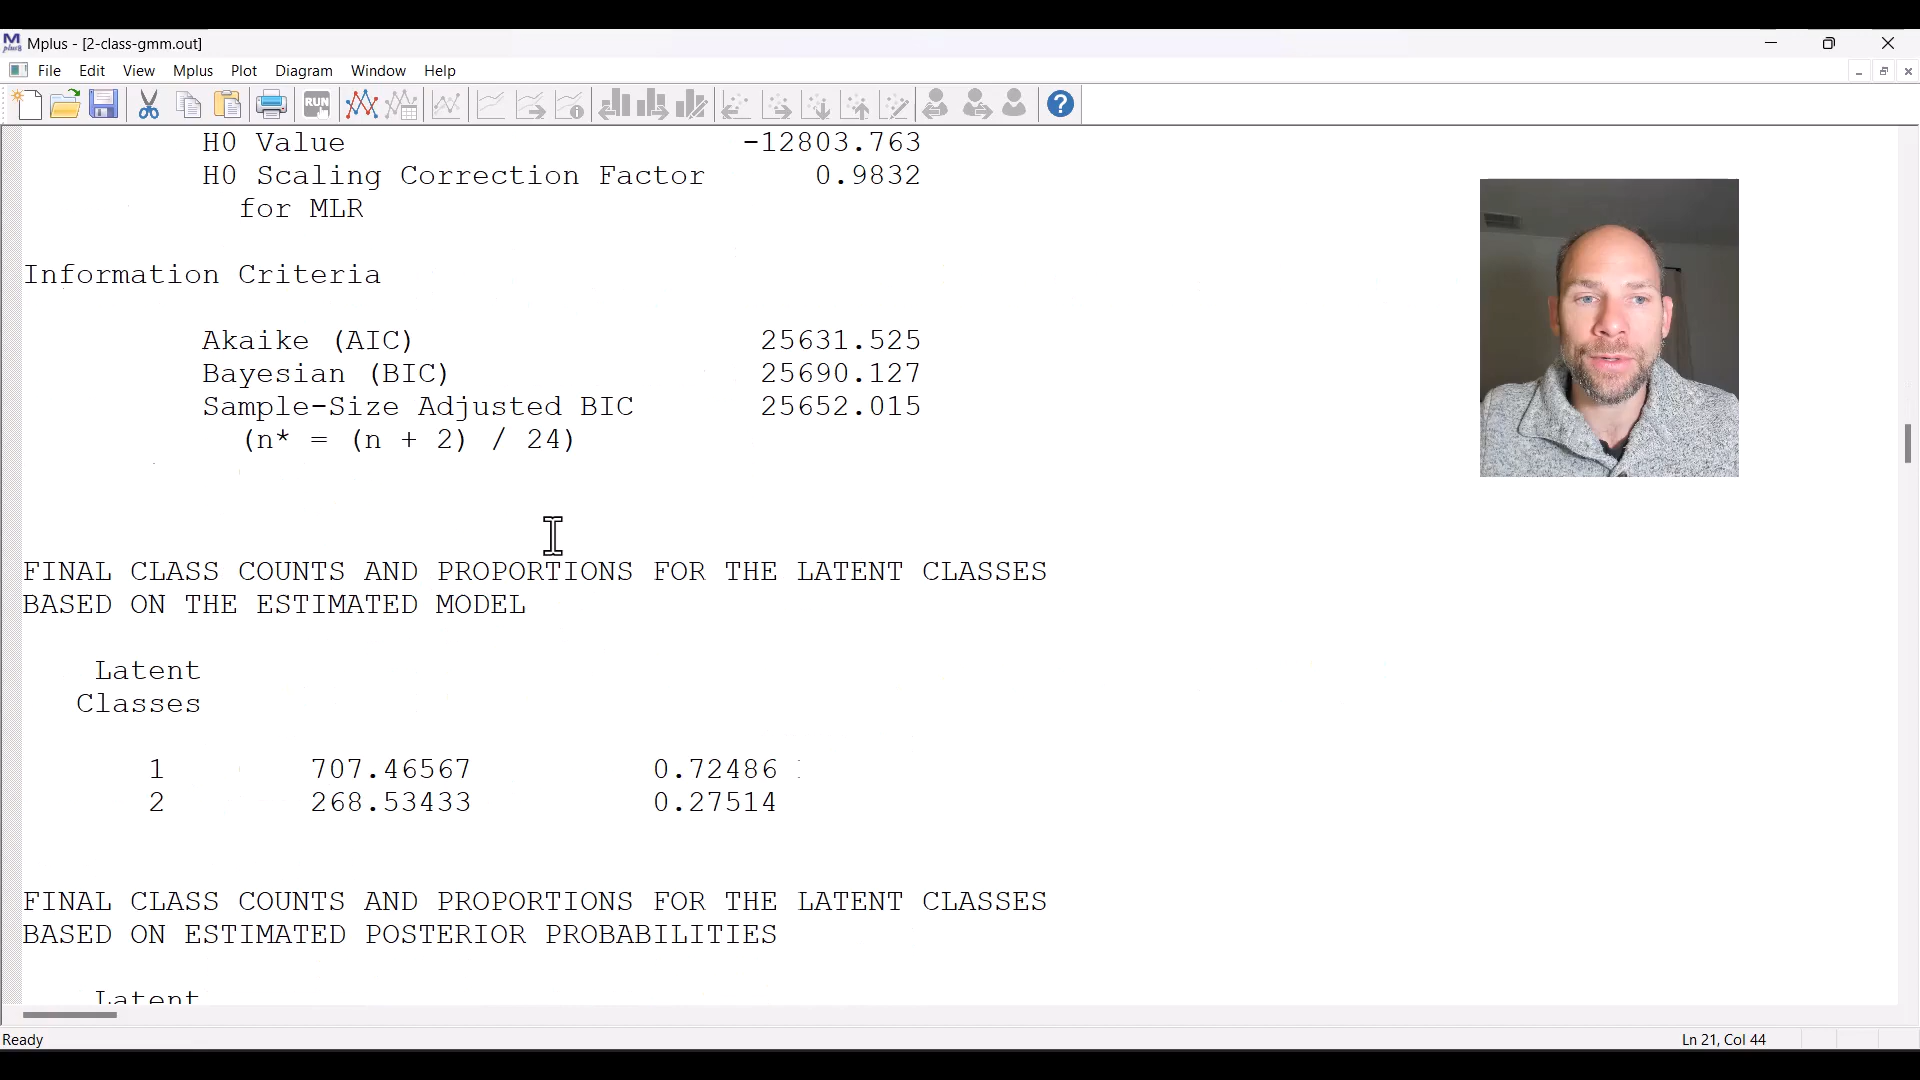 Mplus - [2-class-gmm.out]
File Edit View Mplus Plot Diagram Window Help
RUN
H0 Value -12803.763
H0 Scaling Correction Factor 0.9832
for MLR
Information Criteria
Akaike (AIC) 25631.525
Bayesian (BIC) 25690.127
Sample-Size Adjusted BIC 25652.015
(n* = (n + 2) / 24)
FINAL CLASS COUNTS AND PROPORTIONS FOR THE LATENT CLASSES
BASED ON THE ESTIMATED MODEL
Latent
Classes
1 707.46567 0.72486
2 268.53433 0.27514
FINAL CLASS COUNTS AND PROPORTIONS FOR THE LATENT CLASSES
BASED ON ESTIMATED POSTERIOR PROBABILITIES
Latent
Ready Ln 21, Col 44